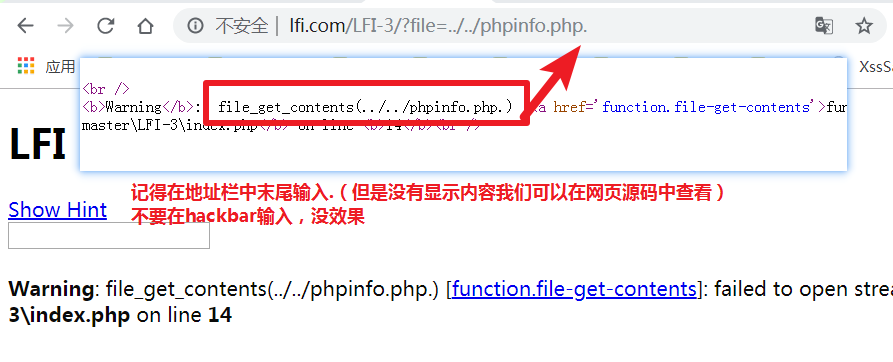 不安全 | lfi.com/LFI-3/?file=../../phpinfo.php.
应用
XssSa
<br />
<b>Warning</b>: file_get_contents(../../phpinfo.php.) a href='function.file-get-contents'>fun
master\LFI-3\index.php</b> on line <b>14</b><br />
LFI
记得在地址栏中末尾输入.（但是没有显示内容我们可以在网页源码中查看）
不要在hackbar输入，没效果
Show Hint
Warning: file_get_contents(../../phpinfo.php.) [function.file-get-contents]: failed to open strea
3\index.php on line 14